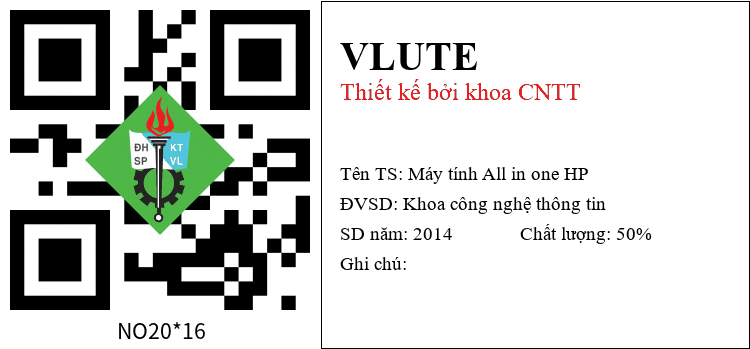 ĐH KT
SP VL
NO20*16
VLUTE
Thiết kế bởi khoa CNTT
Tên TS: Máy tính All in one HP
ĐVSD: Khoa công nghệ thông tin
SD năm: 2014 Chất lượng: 50%
Ghi chú: